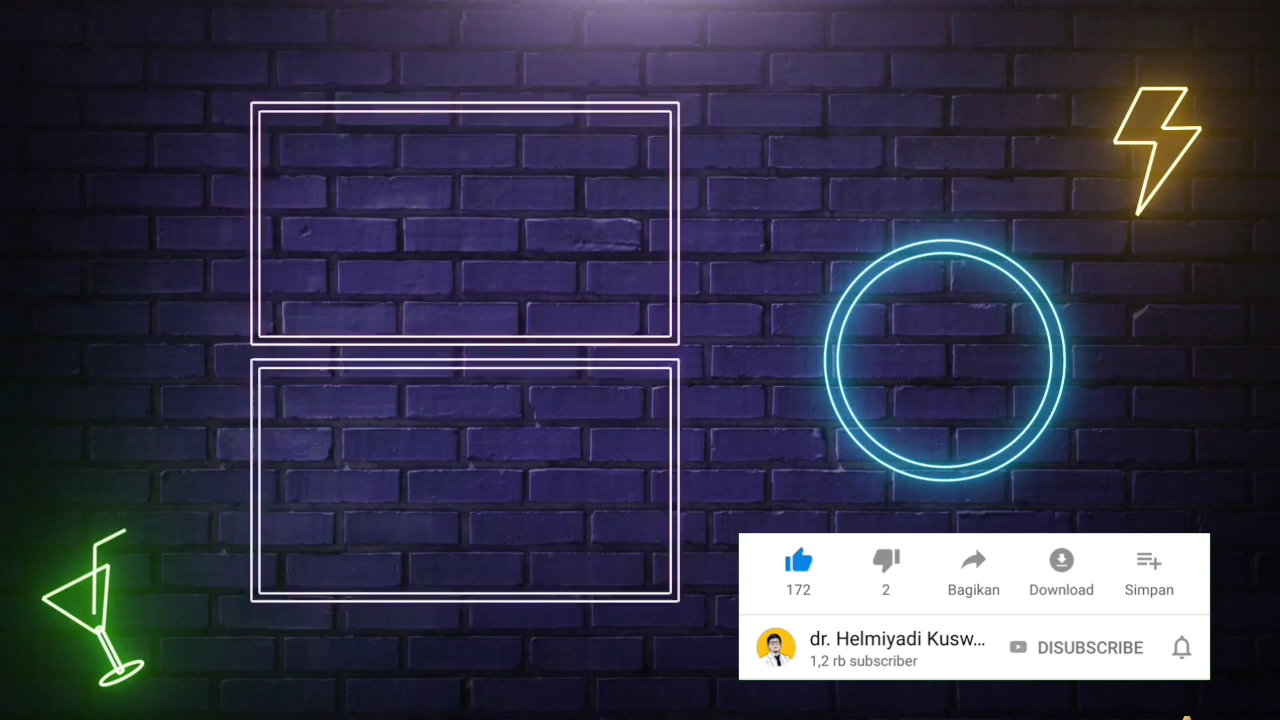 172
2
Bagikan
Download
Simpan
dr. Helmiyadi Kusw...
DISUBSCRIBE
1,2 rb subscriber